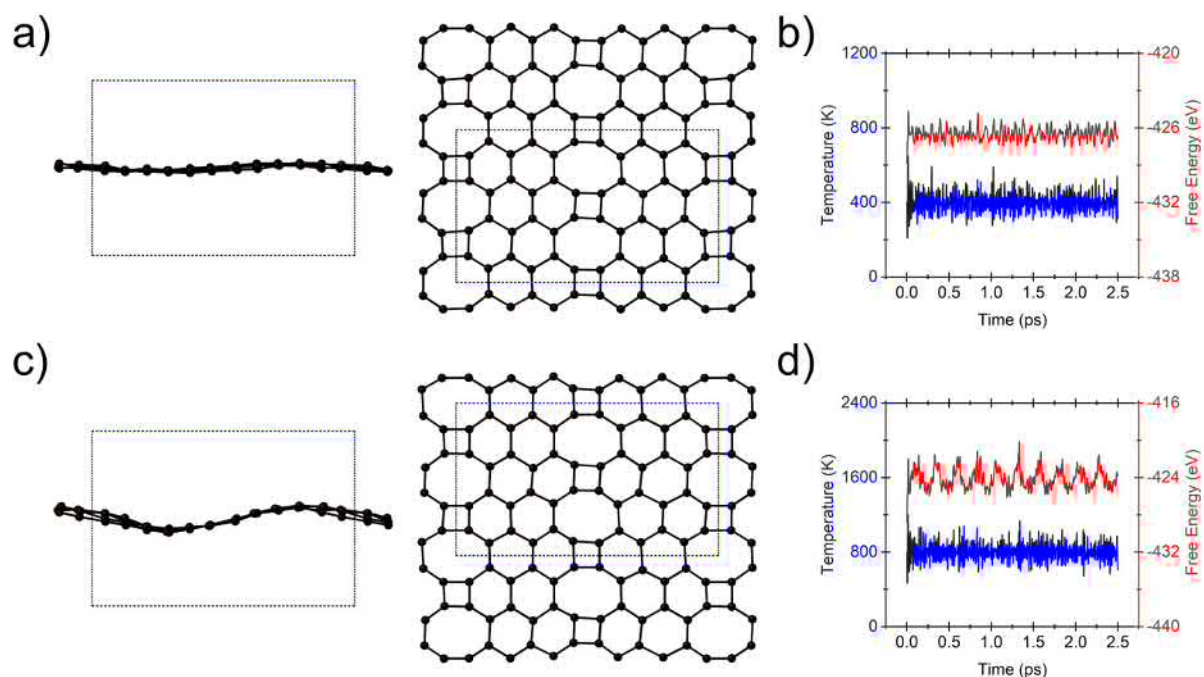 a)
b)
1200
800
400
0
Temperature (K)
-420
-426
-432
-438
Free Energy (eV)
0.0 0.5 1.0 1.5 2.0 2.5
Time (ps)
c)
d)
2400
1600
800
0
Temperature (K)
-416
-424
-432
-440
Free Energy (eV)
0.0 0.5 1.0 1.5 2.0 2.5
Time (ps)